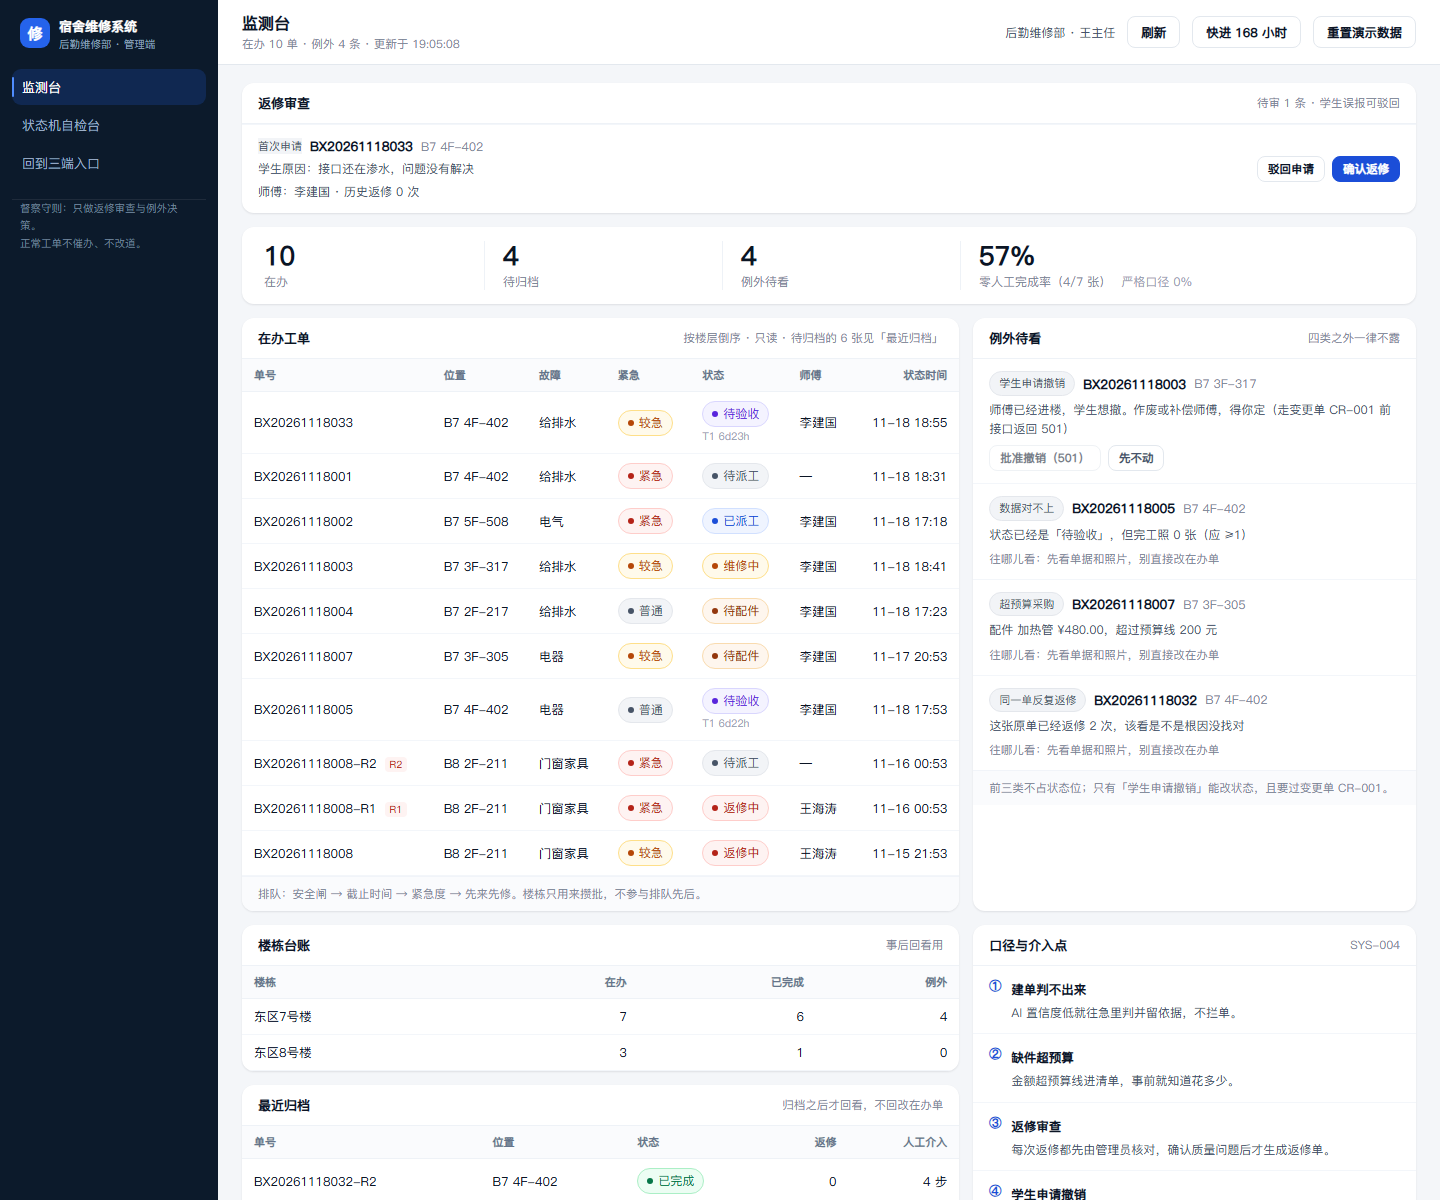 修
宿舍维修系统
后勤维修部 · 管理端
监测台
状态机自检台
回到三端入口
督察守则：只做返修审查与例外决
策。
正常工单不催办、不改道。
监测台
在办 10 单 · 例外 4 条 · 更新于 19:05:08
后勤维修部 · 王主任
刷新
快进 168 小时
重置演示数据
返修审查
待审 1 条 · 学生误报可驳回
首次申请 BX20261118033 B7 4F-402
学生原因：接口还在渗水，问题没有解决
师傅：李建国 · 历史返修 0 次
驳回申请
确认返修
10
在办
4
待归档
4
例外待看
57%
零人工完成率（4/7 张） 严格口径 0%
在办工单
按楼层倒序 · 只读 · 待归档的 6 张见「最近归档」
单号 位置 故障 紧急 状态 师傅 状态时间
BX20261118033 B7 4F-402 给排水 较急 待验收 李建国 11-18 18:55
T1 6d23h
BX20261118001 B7 4F-402 给排水 紧急 待派工 — 11-18 18:31
BX20261118002 B7 5F-508 电气 紧急 已派工 李建国 11-18 17:18
BX20261118003 B7 3F-317 给排水 较急 维修中 李建国 11-18 18:41
BX20261118004 B7 2F-217 给排水 普通 待配件 李建国 11-18 17:23
BX20261118007 B7 3F-305 电器 较急 待配件 李建国 11-17 20:53
BX20261118005 B7 4F-402 电器 普通 待验收 李建国 11-18 17:53
T1 6d22h
BX20261118008-R2 R2 B8 2F-211 门窗家具 紧急 待派工 — 11-16 00:53
BX20261118008-R1 R1 B8 2F-211 门窗家具 紧急 返修中 王海涛 11-16 00:53
BX20261118008 B8 2F-211 门窗家具 较急 返修中 王海涛 11-15 21:53
排队：安全闸 → 截止时间 → 紧急度 → 先来先修。楼栋只用来攒批，不参与排队先后。
例外待看
四类之外一律不露
学生申请撤销 BX20261118003 B7 3F-317
师傅已经进楼，学生想撤。作废或补偿师傅，得你定（走变更单 CR-001 前
接口返回 501）
批准撤销（501）
先不动
数据对不上 BX20261118005 B7 4F-402
状态已经是「待验收」，但完工照 0 张（应 ≥1）
往哪儿看：先看单据和照片，别直接改在办单
超预算采购 BX20261118007 B7 3F-305
配件 加热管 ¥480.00，超过预算线 200 元
往哪儿看：先看单据和照片，别直接改在办单
同一单反复返修 BX20261118032 B7 4F-402
这张原单已经返修 2 次，该看是不是根因没找对
往哪儿看：先看单据和照片，别直接改在办单
前三类不占状态位；只有「学生申请撤销」能改状态，且要过变更单 CR-001。
楼栋台账
事后回看用
楼栋 在办 已完成 例外
东区7号楼 7 6 4
东区8号楼 3 1 0
最近归档
归档之后才回看，不回改在办单
单号 位置 状态 返修 人工介入
BX20261118032-R2 B7 4F-402 已完成 0 4 步
口径与介入点
SYS-004
① 建单判不出来
AI 置信度低就往急里判并留依据，不拦单。
② 缺件超预算
金额超预算线进清单，事前就知道花多少。
③ 返修审查
每次返修都先由管理员核对，确认质量问题后才生成返修单。
④ 学生申请撤销